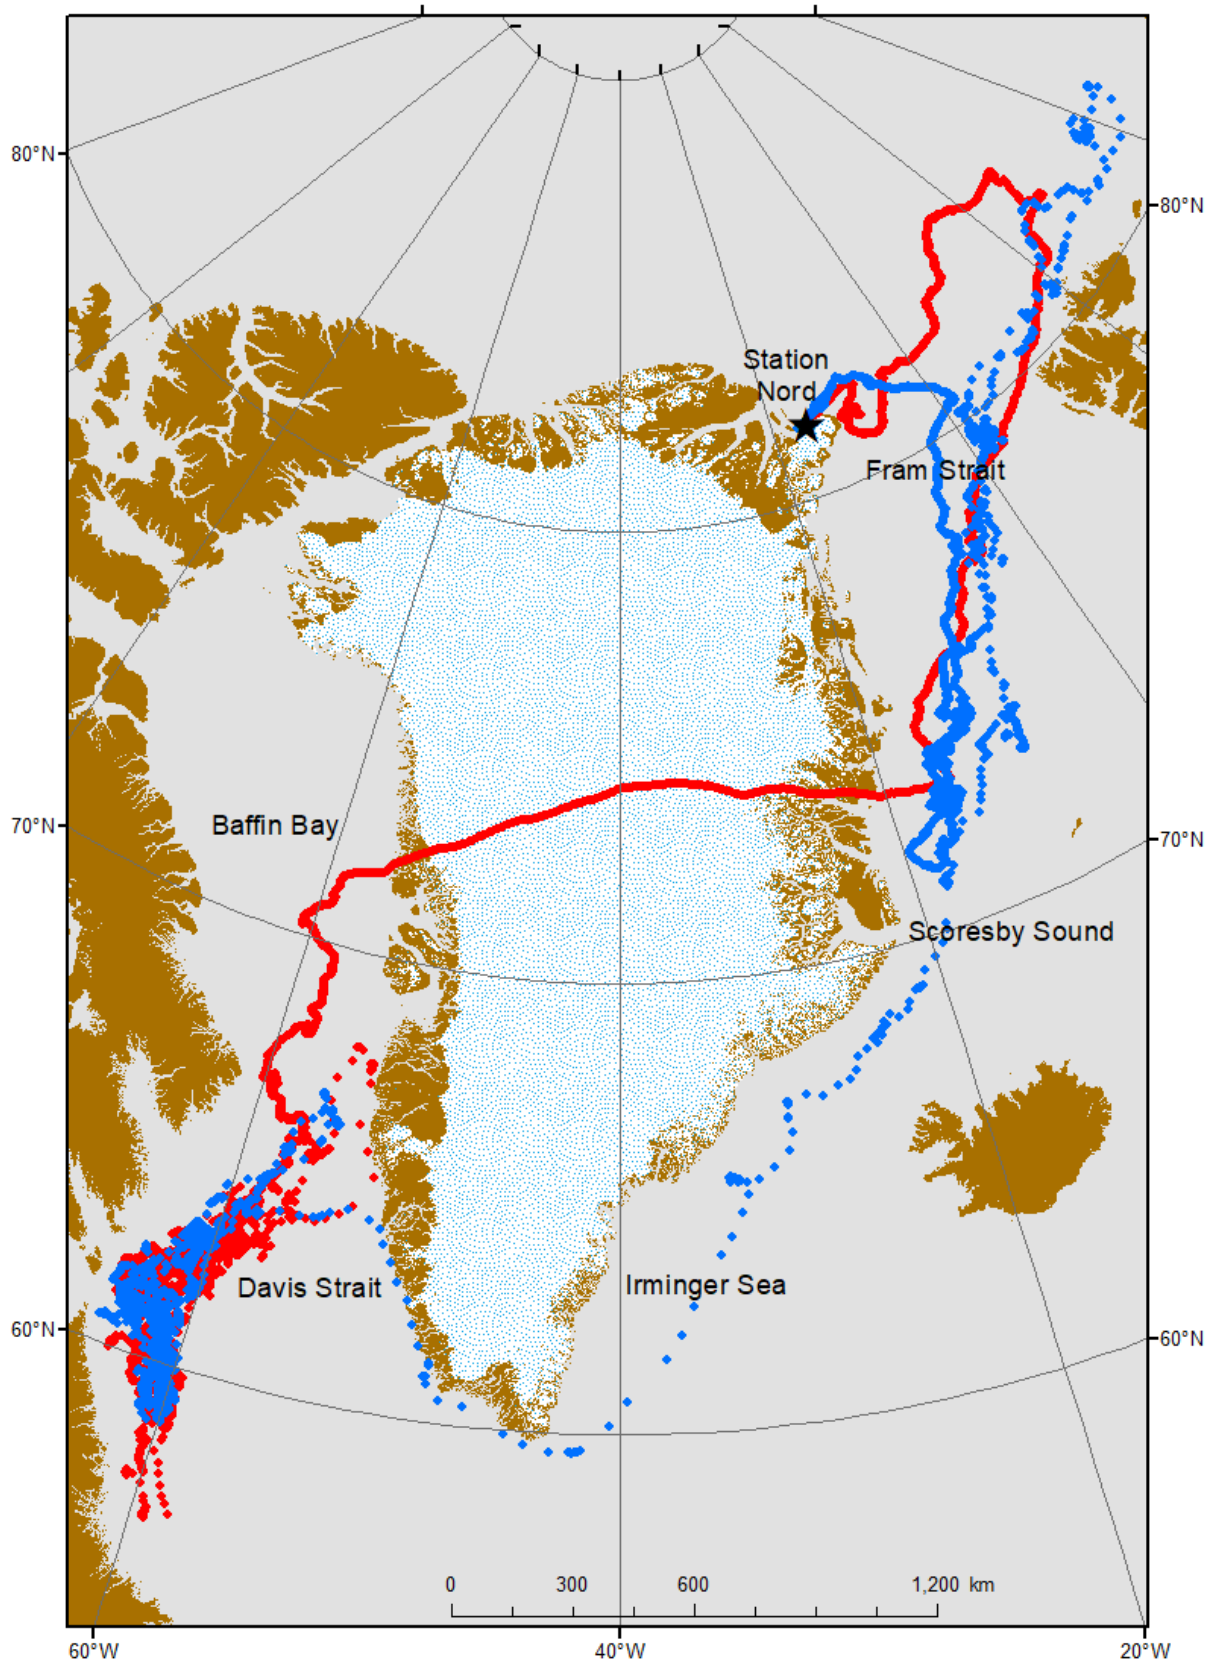 80°N
80°N
Station
Nord
Fram Strait
Baffin Bay
70°N
70°N
Scoresby Sound
Davis Strait
Irminger Sea
60°N
60°N
0 300 600 1,200 km
60°W 40°W 20°W